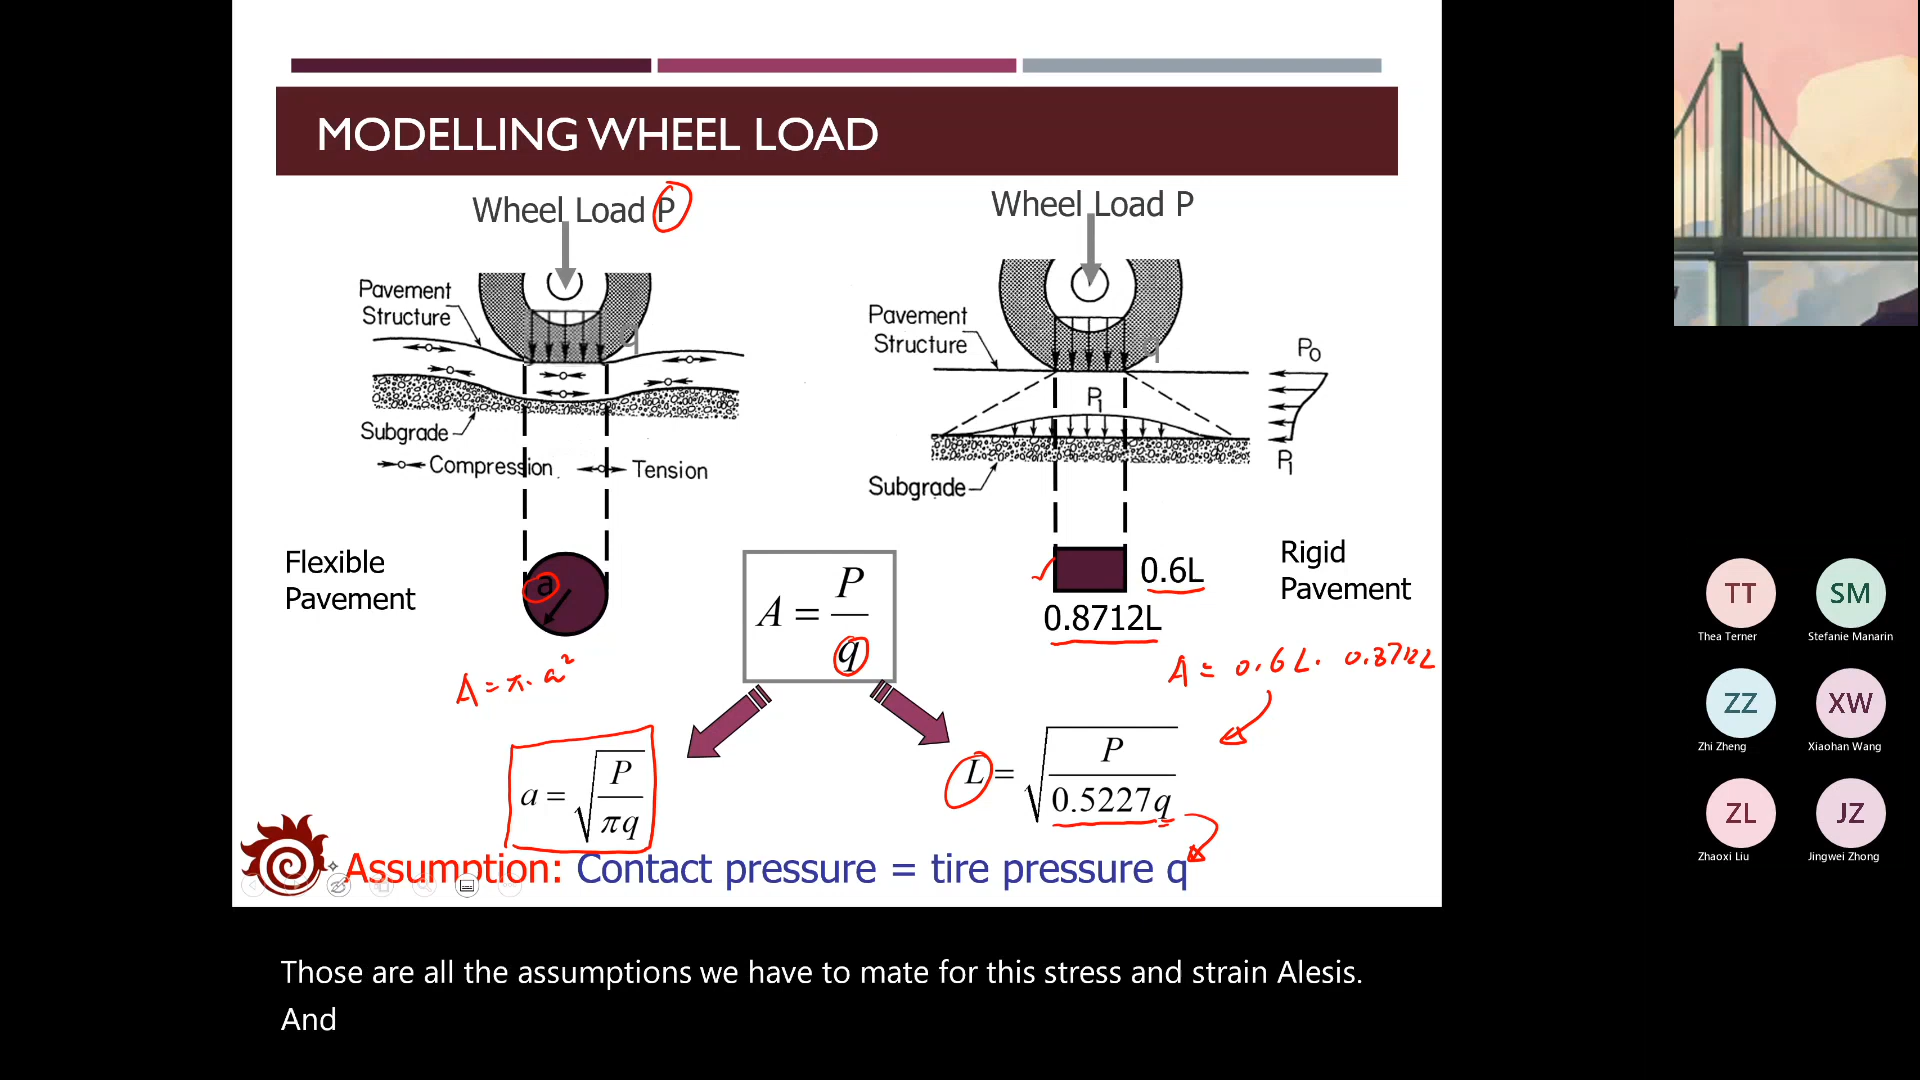 MODELLING WHEEL LOAD
Wheel Load P
Wheel Load P
Pavement
Structure
q
Subgrade
Compression
Tension
Pavement
Structure
q
P₁
Subgrade
P₀
P₁
Flexible
Pavement
a
A = π. a²
A = P / q
0.6L
0.8712L
Rigid
Pavement
A = 0.6L. 0.8712L
a = √(P / πq)
L = √(P / 0.5227q)
Assumption: Contact pressure = tire pressure q
Those are all the assumptions we have to mate for this stress and strain Alesis.
And
TT
Thea Terner
SM
Stefanie Manarin
ZZ
Zhi Zheng
XW
Xiaohan Wang
ZL
Zhaoxi Liu
JZ
Jingwei Zhong